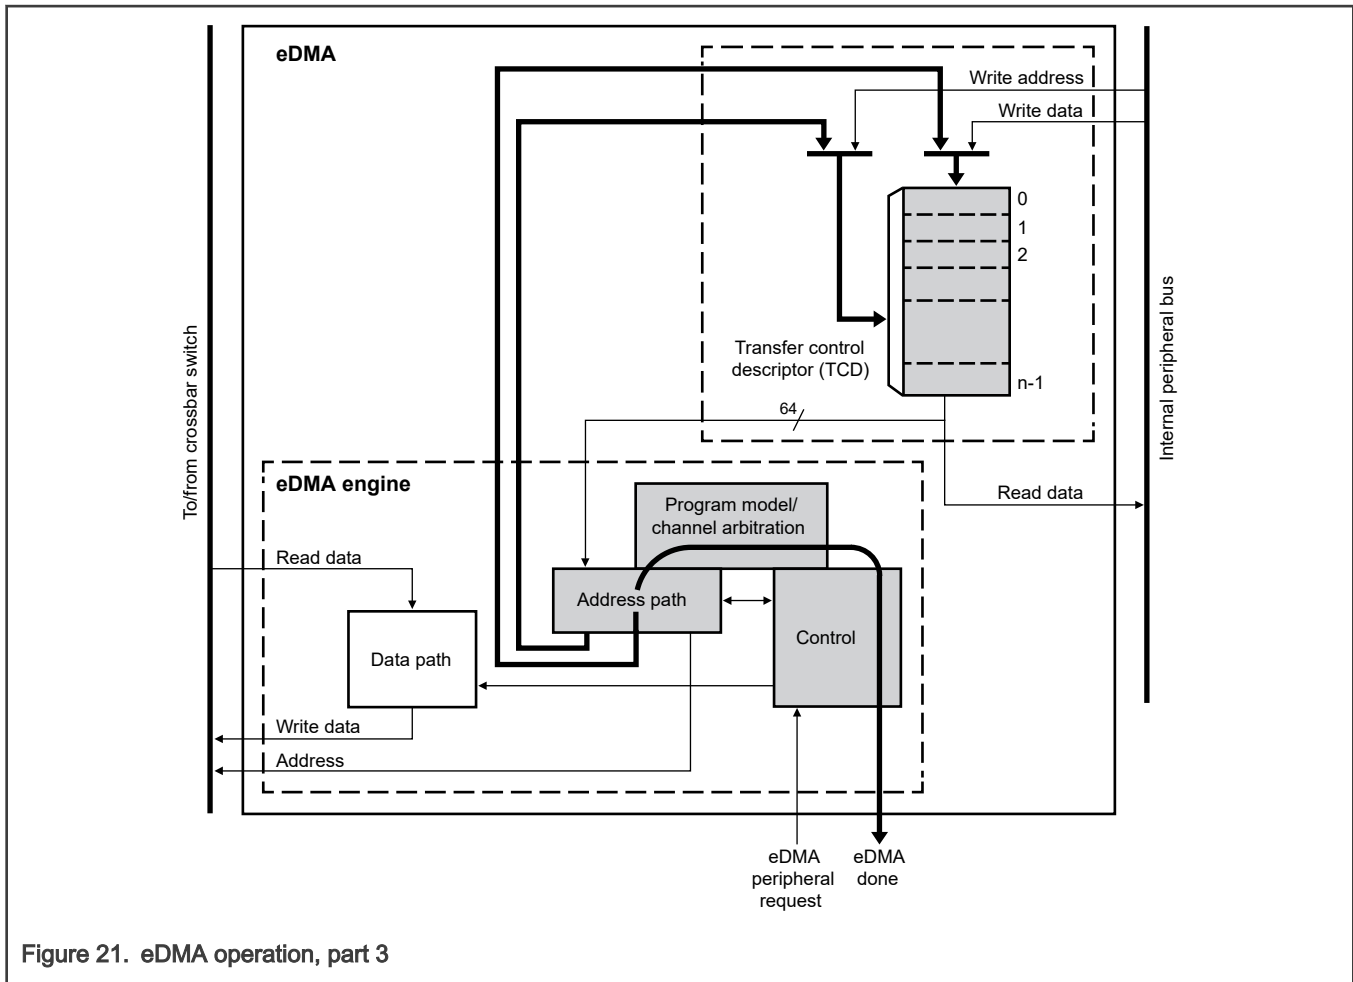 eDMA
Write address
Write data
0
1
2
Transfer control
descriptor (TCD)
n-1
64
To/from crossbar switch
Internal peripheral bus
eDMA engine
Program model/
channel arbitration
Read data
Read data
Address path
Control
Data path
Write data
Address
eDMA
peripheral
request
eDMA
done
Figure 21. eDMA operation, part 3